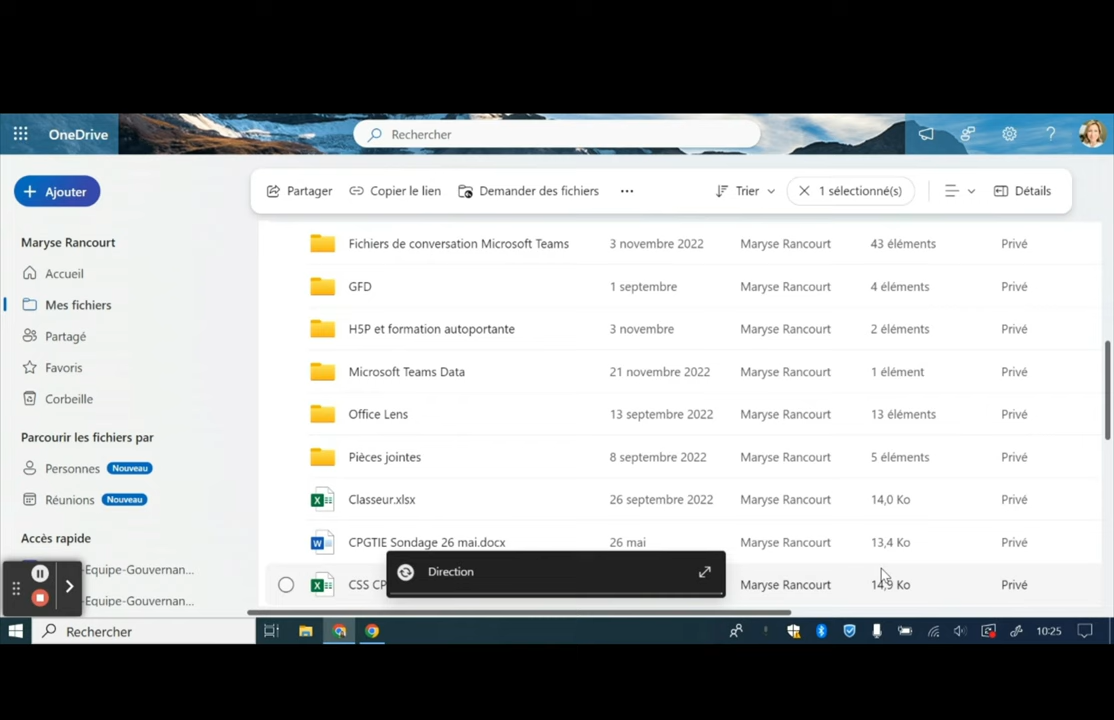 OneDrive
Rechercher
+ Ajouter
Partager
Copier le lien
Demander des fichiers
...
Trier
1 sélectionné(s)
Détails
Maryse Rancourt
Accueil
Mes fichiers
Partagé
Favoris
Corbeille
Parcourir les fichiers par
Personnes Nouveau
Réunions Nouveau
Accès rapide
-Equipe-Gouvernan...
-Equipe-Gouvernan...
Fichiers de conversation Microsoft Teams 3 novembre 2022 Maryse Rancourt 43 éléments Privé
GFD 1 septembre Maryse Rancourt 4 éléments Privé
H5P et formation autoportante 3 novembre Maryse Rancourt 2 éléments Privé
Microsoft Teams Data 21 novembre 2022 Maryse Rancourt 1 élément Privé
Office Lens 13 septembre 2022 Maryse Rancourt 13 éléments Privé
Pièces jointes 8 septembre 2022 Maryse Rancourt 5 éléments Privé
Classeur.xlsx 26 septembre 2022 Maryse Rancourt 14,0 Ko Privé
CPGTIE Sondage 26 mai.docx 26 mai Maryse Rancourt 13,4 Ko Privé
CSS CP Maryse Rancourt 14,9 Ko Privé
Direction
Rechercher
10:25